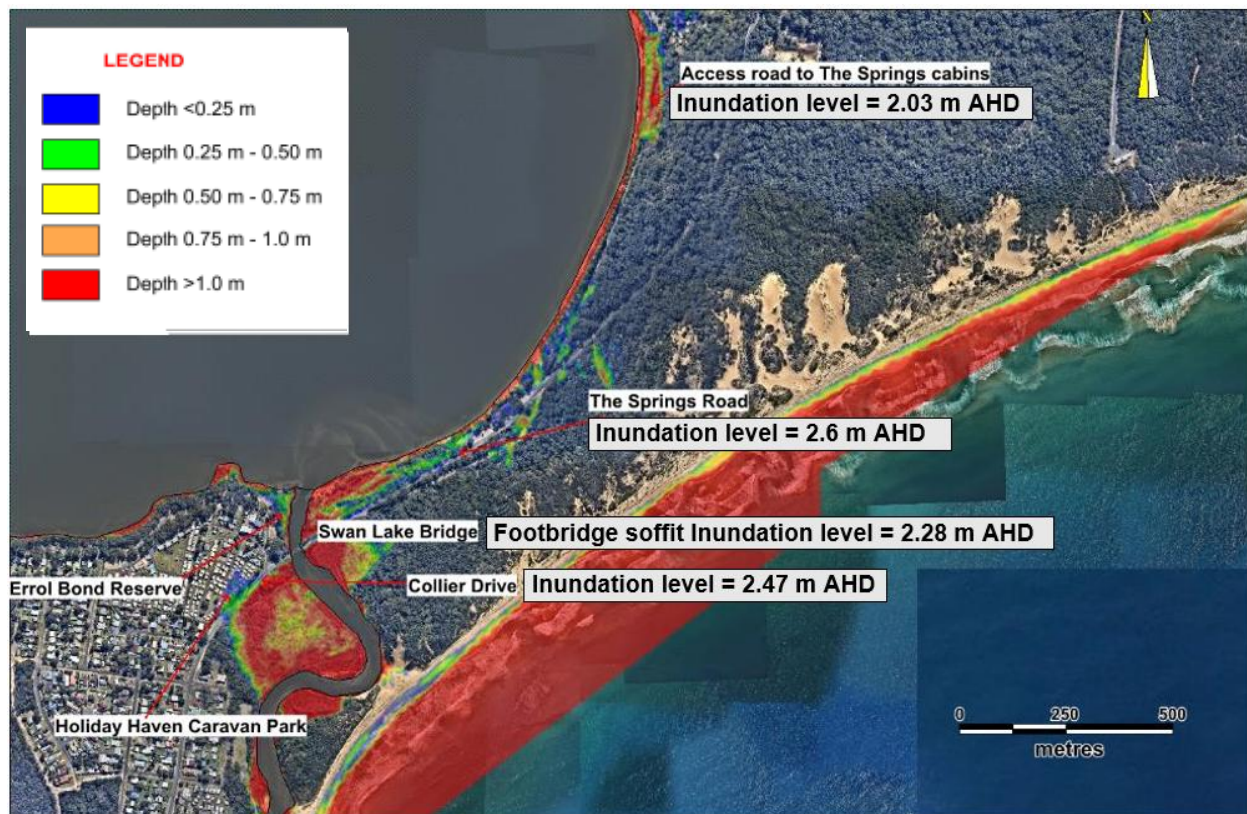 LEGEND
Depth <0.25 m
Depth 0.25 m - 0.50 m
Depth 0.50 m - 0.75 m
Depth 0.75 m - 1.0 m
Depth >1.0 m
N
Access road to The Springs cabins
Inundation level = 2.03 m AHD
The Springs Road
Inundation level = 2.6 m AHD
Swan Lake Bridge
Footbridge soffit Inundation level = 2.28 m AHD
Errol Bond Reserve
Collier Drive
Inundation level = 2.47 m AHD
Holiday Haven Caravan Park
0 250 500
metres